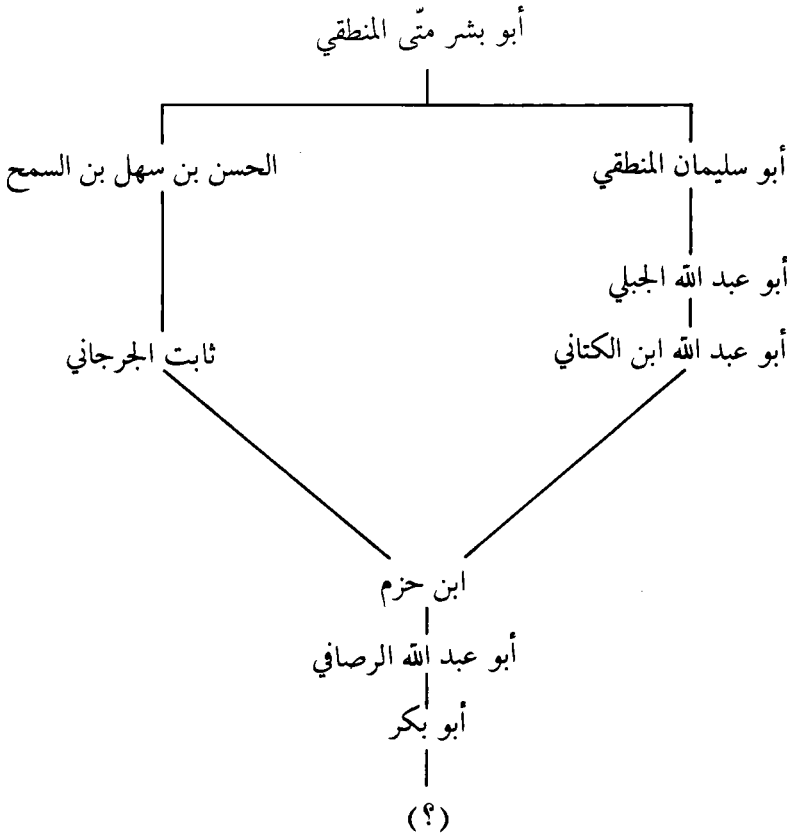 أبو بشر متّى المنطقي
أبو سليمان المنطقي
الحسن بن سهل بن السمح
أبو عبد الله الجبلي
أبو عبد الله ابن الكتاني
ثابت الجرجاني
ابن حزم
أبو عبد الله الرصافي
أبو بكر
(؟)